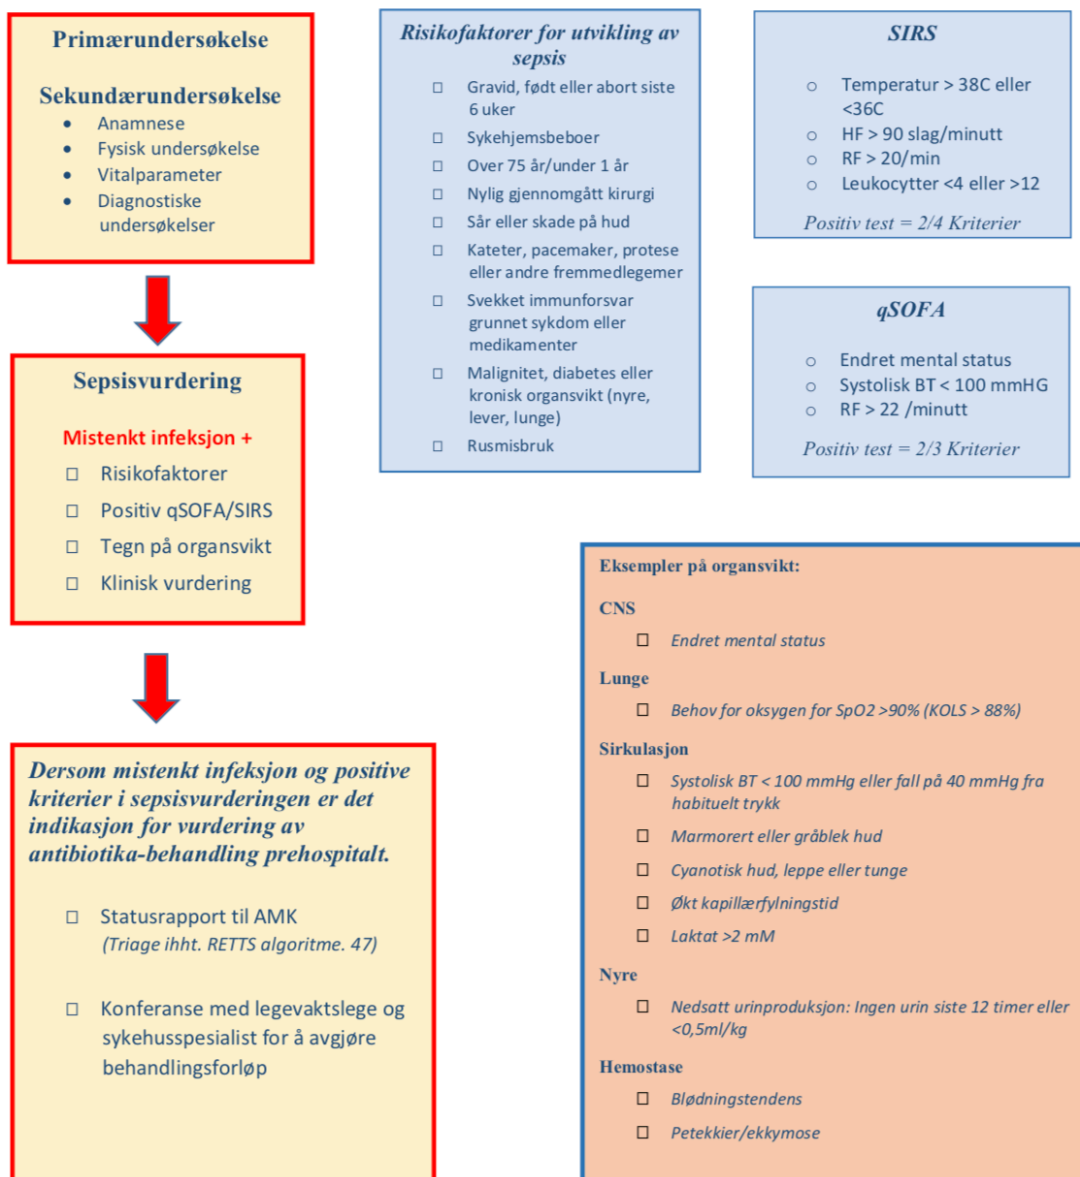 Primærundersøkelse
Sekundærundersøkelse
• Anamnese
• Fysisk undersøkelse
• Vitalparameter
• Diagnostiske
undersøkelser
Sepsisvurdering
Mistenkt infeksjon +
□ Risikofaktorer
□ Positiv qSOFA/SIRS
□ Tegn på organsvikt
□ Klinisk vurdering
Dersom mistenkt infeksjon og positive
kriterier i sepsisvurderingen er det
indikasjon for vurdering av
antibiotika-behandling prehospitalt.
□ Statusrapport til AMK
(Triage ihht. RETTS algoritme. 47)
□ Konferanse med legevaktslege og
sykehusspesialist for å avgjøre
behandlingsforløp
Risikofaktorer for utvikling av
sepsis
□ Gravid, født eller abort siste
6 uker
□ Sykehjemsbeboer
□ Over 75 år/under 1 år
□ Nylig gjennomgått kirurgi
□ Sår eller skade på hud
□ Kateter, pacemaker, protese
eller andre fremmedlegemer
□ Svekket immunforsvar
grunnet sykdom eller
medikamenter
□ Malignitet, diabetes eller
kronisk organsvikt (nyre,
lever, lunge)
□ Rusmisbruk
SIRS
○ Temperatur > 38C eller
<36C
○ HF > 90 slag/minutt
○ RF > 20/min
○ Leukocytter <4 eller >12
Positiv test = 2/4 Kriterier
qSOFA
○ Endret mental status
○ Systolisk BT < 100 mmHG
○ RF > 22 /minutt
Positiv test = 2/3 Kriterier
Eksempler på organsvikt:
CNS
□ Endret mental status
Lunge
□ Behov for oksygen for SpO2 >90% (KOLS > 88%)
Sirkulasjon
□ Systolisk BT < 100 mmHg eller fall på 40 mmHg fra
habituelt trykk
□ Marmorert eller gråblek hud
□ Cyanotisk hud, leppe eller tunge
□ Økt kapillærfylningstid
□ Laktat >2 mM
Nyre
□ Nedsatt urinproduksjon: Ingen urin siste 12 timer eller
<0,5ml/kg
Hemostase
□ Blødningstendens
□ Petekkier/ekkymose